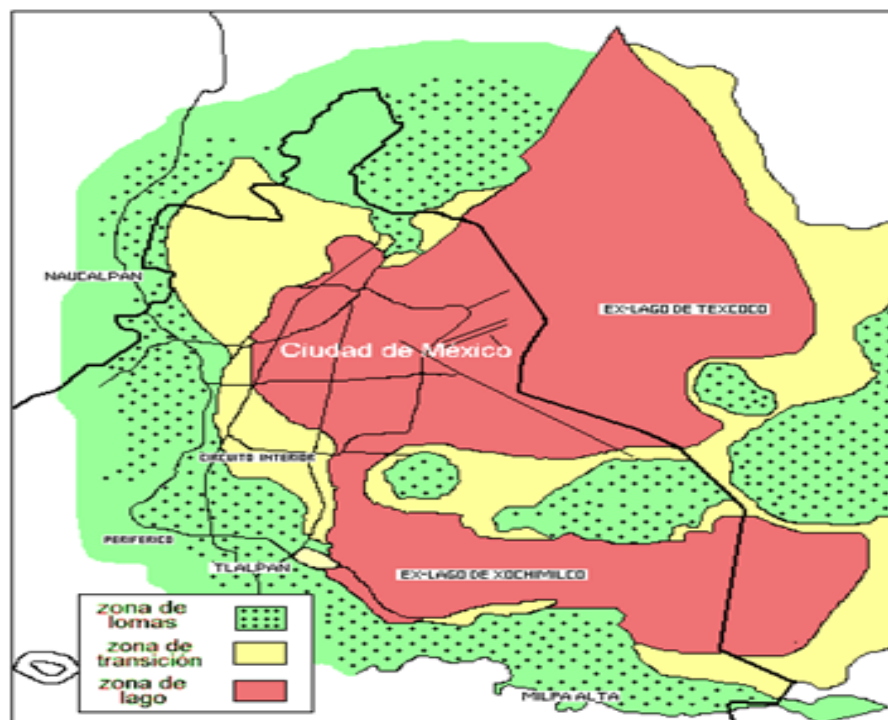 NAUCALPAN
EX-LAGO DE TEXCOCO
Ciudad de México
CIRCUITO INTERIOR
PERIFERICO
TLALPAN
EX-LAGO DE XOCHIMILCO
zona de
lomas
zona de
transición
zona de
lago
MILPA ALTA